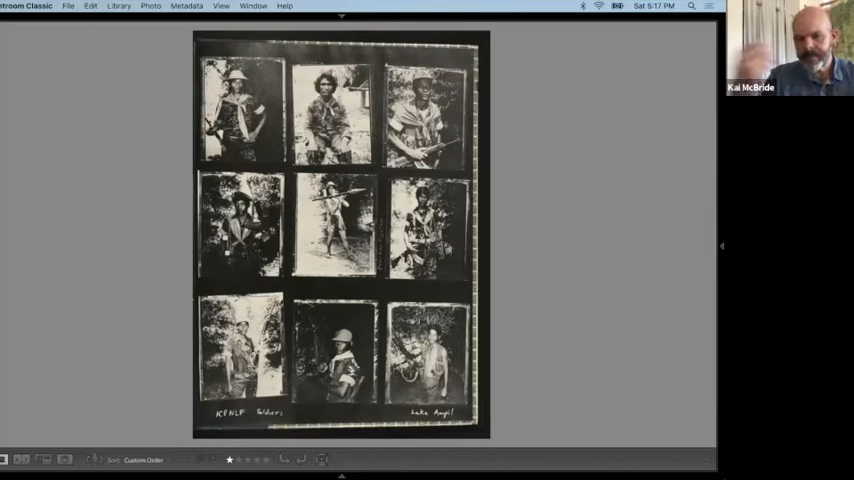 ntroom Classic File Edit Library Photo Metadata View Window Help Sat 5:17 PM
Kai McBride
KPNLF Soldiers Lake Ampil
Sort: Custom Order